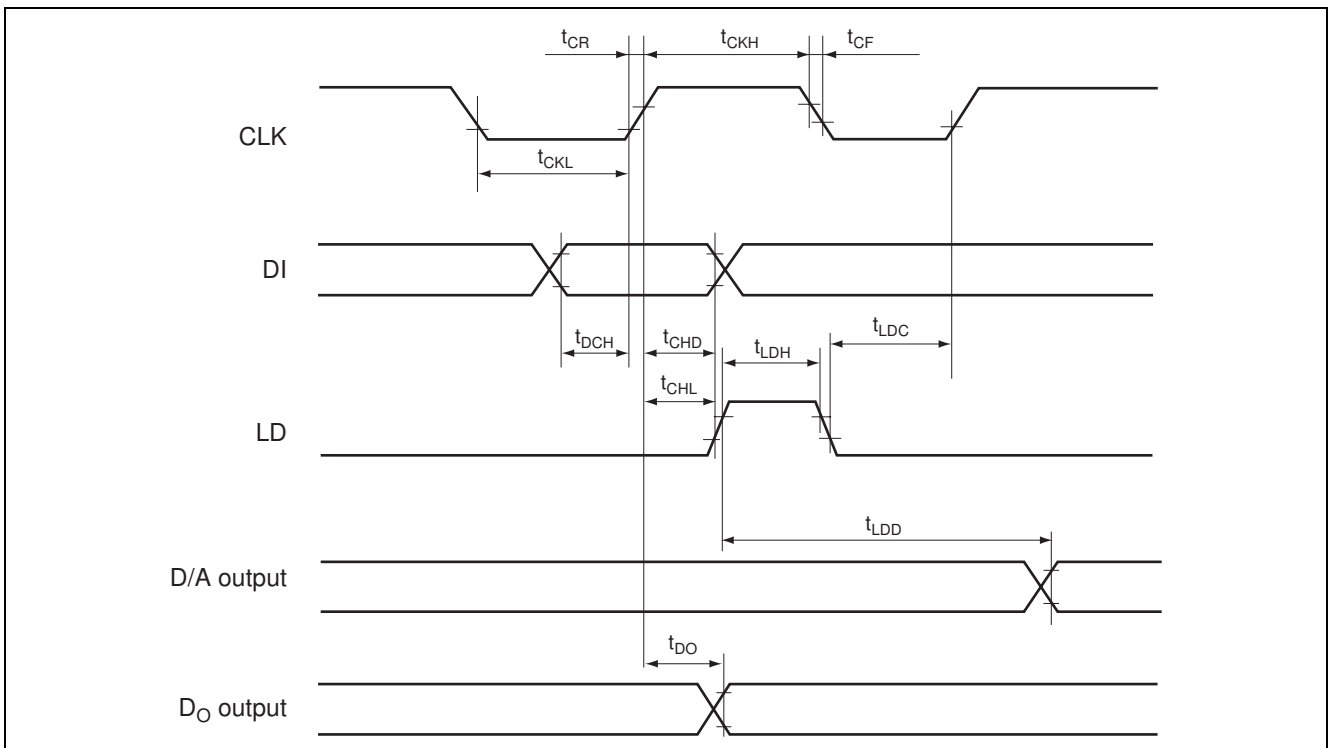 tCR
tCKH
tCF
CLK
tCKL
DI
tDCH
tCHD
tLDH
tLDC
tCHL
LD
tLDD
D/A output
tDO
DO output